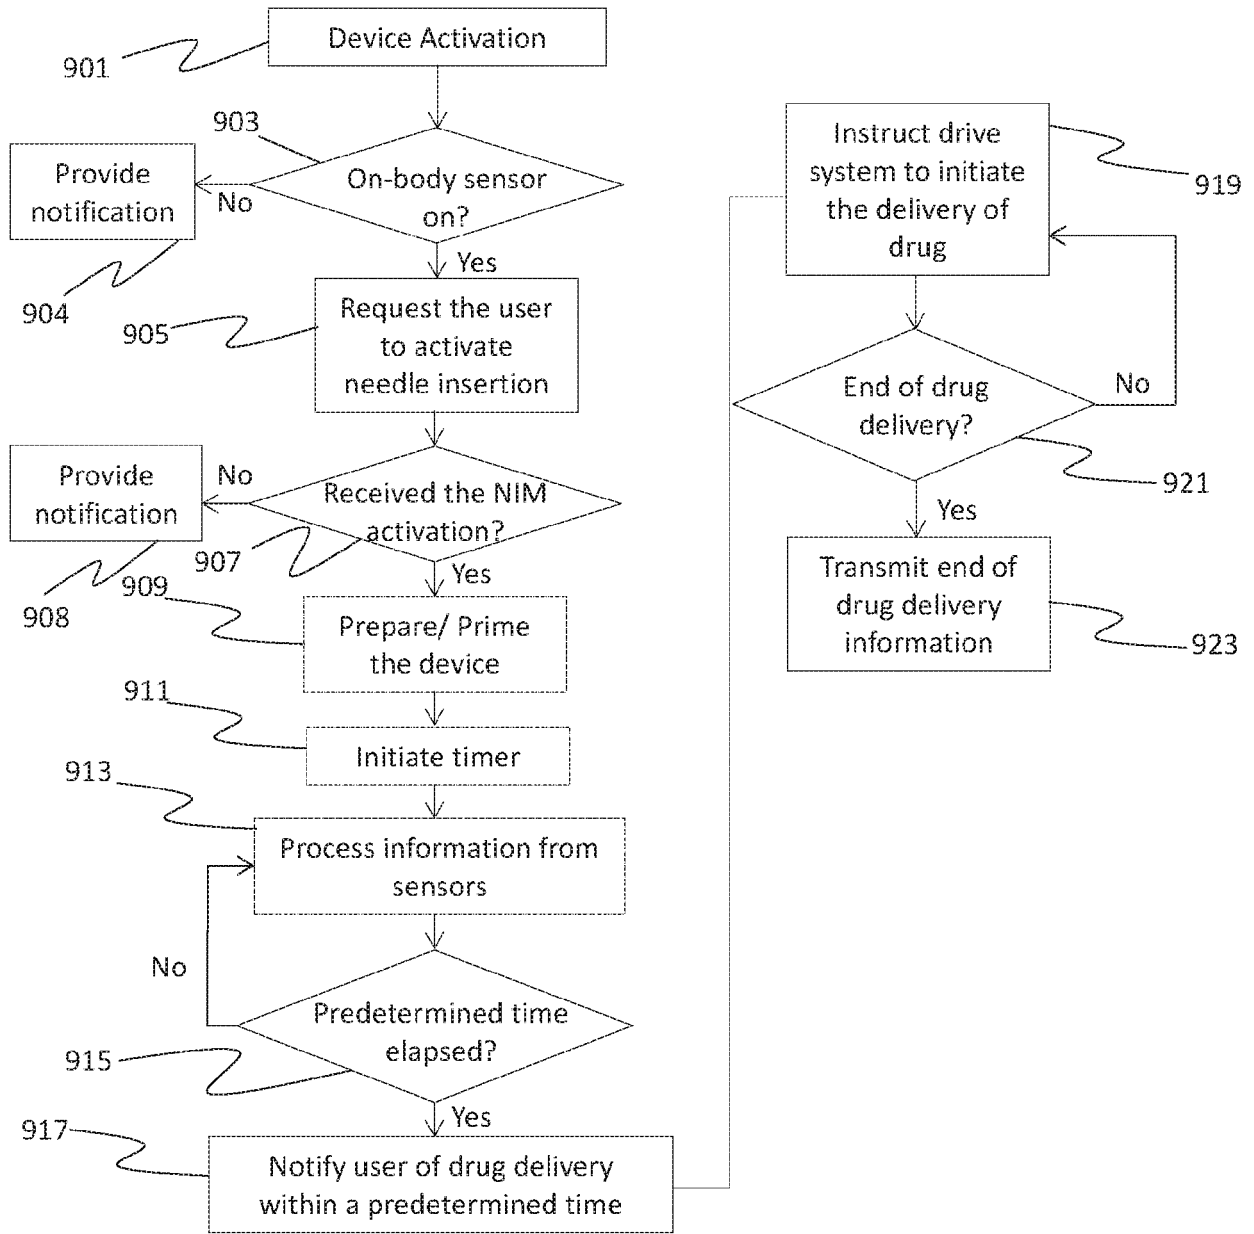 Device Activation
901
903
On-body sensor
on?
No
Provide
notification
904
Yes
905
Request the user
to activate
needle insertion
Received the NIM
activation?
No
Provide
notification
907
908
Yes
909
Prepare/ Prime
the device
911
Initiate timer
913
Process information from
sensors
No
Predetermined time
elapsed?
915
Yes
917
Notify user of drug delivery
within a predetermined time
Instruct drive
system to initiate
the delivery of
drug
919
End of drug
delivery?
No
921
Yes
Transmit end of
drug delivery
information
923